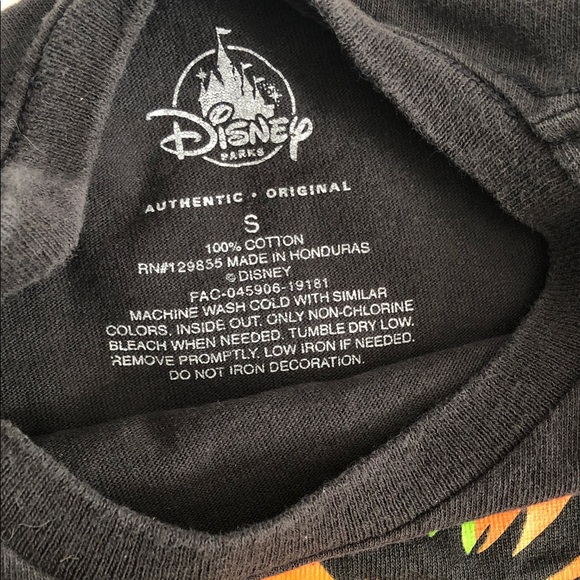 Disney
PARKS
AUTHENTIC • ORIGINAL
S
100% COTTON
RN#129855 MADE IN HONDURAS
© DISNEY
FAC-045906-19181
MACHINE WASH COLD WITH SIMILAR
COLORS. INSIDE OUT. ONLY NON-CHLORINE
BLEACH WHEN NEEDED. TUMBLE DRY LOW.
REMOVE PROMPTLY. LOW IRON IF NEEDED.
DO NOT IRON DECORATION.